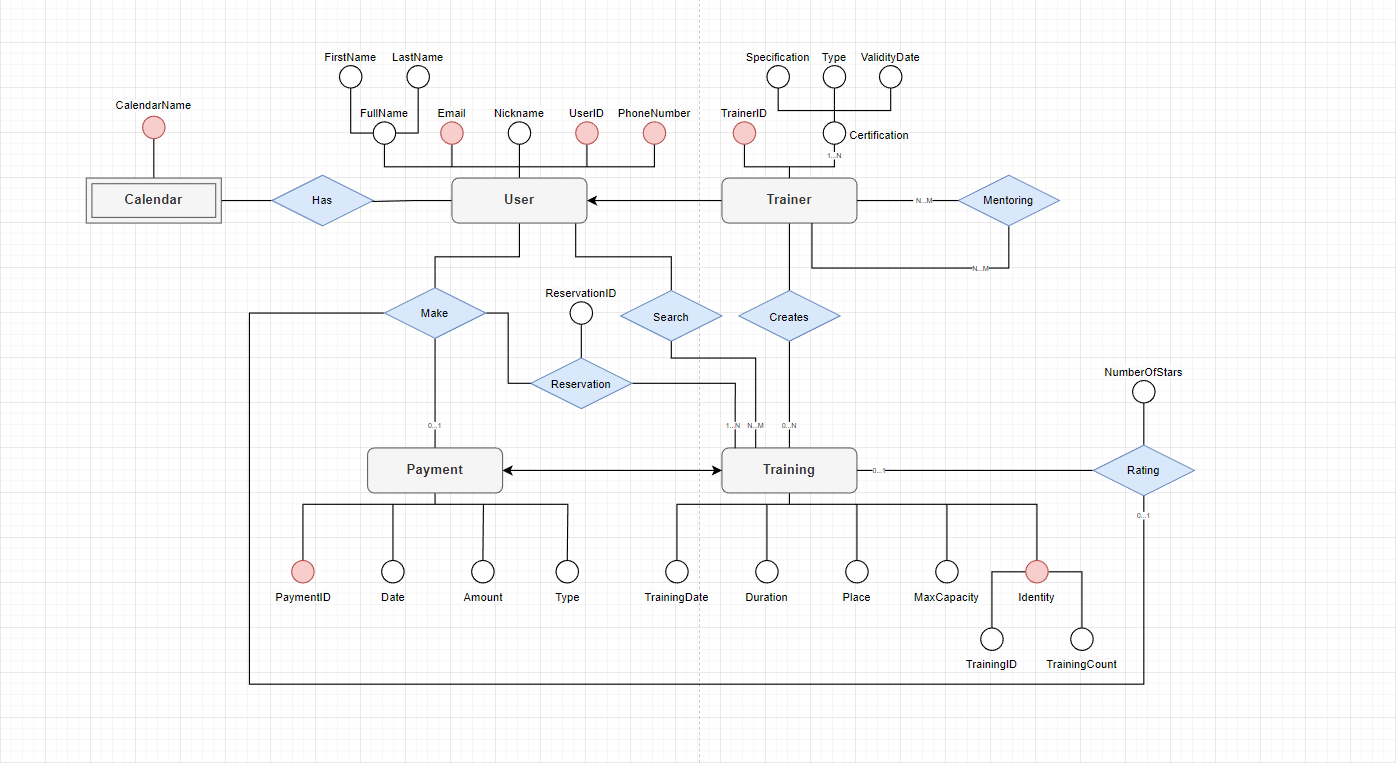 FirstName
LastName
Specification
Type
ValidityDate
CalendarName
FullName
Email
Nickname
UserID
PhoneNumber
TrainerID
Certification
1...N
Calendar
Has
User
Trainer
N...M
Mentoring
N...M
ReservationID
Make
Search
Creates
Reservation
NumberOfStars
0...1
1...N
N...M
0...N
Payment
Training
0...1
Rating
0...1
PaymentID
Date
Amount
Type
TrainingDate
Duration
Place
MaxCapacity
Identity
TrainingID
TrainingCount